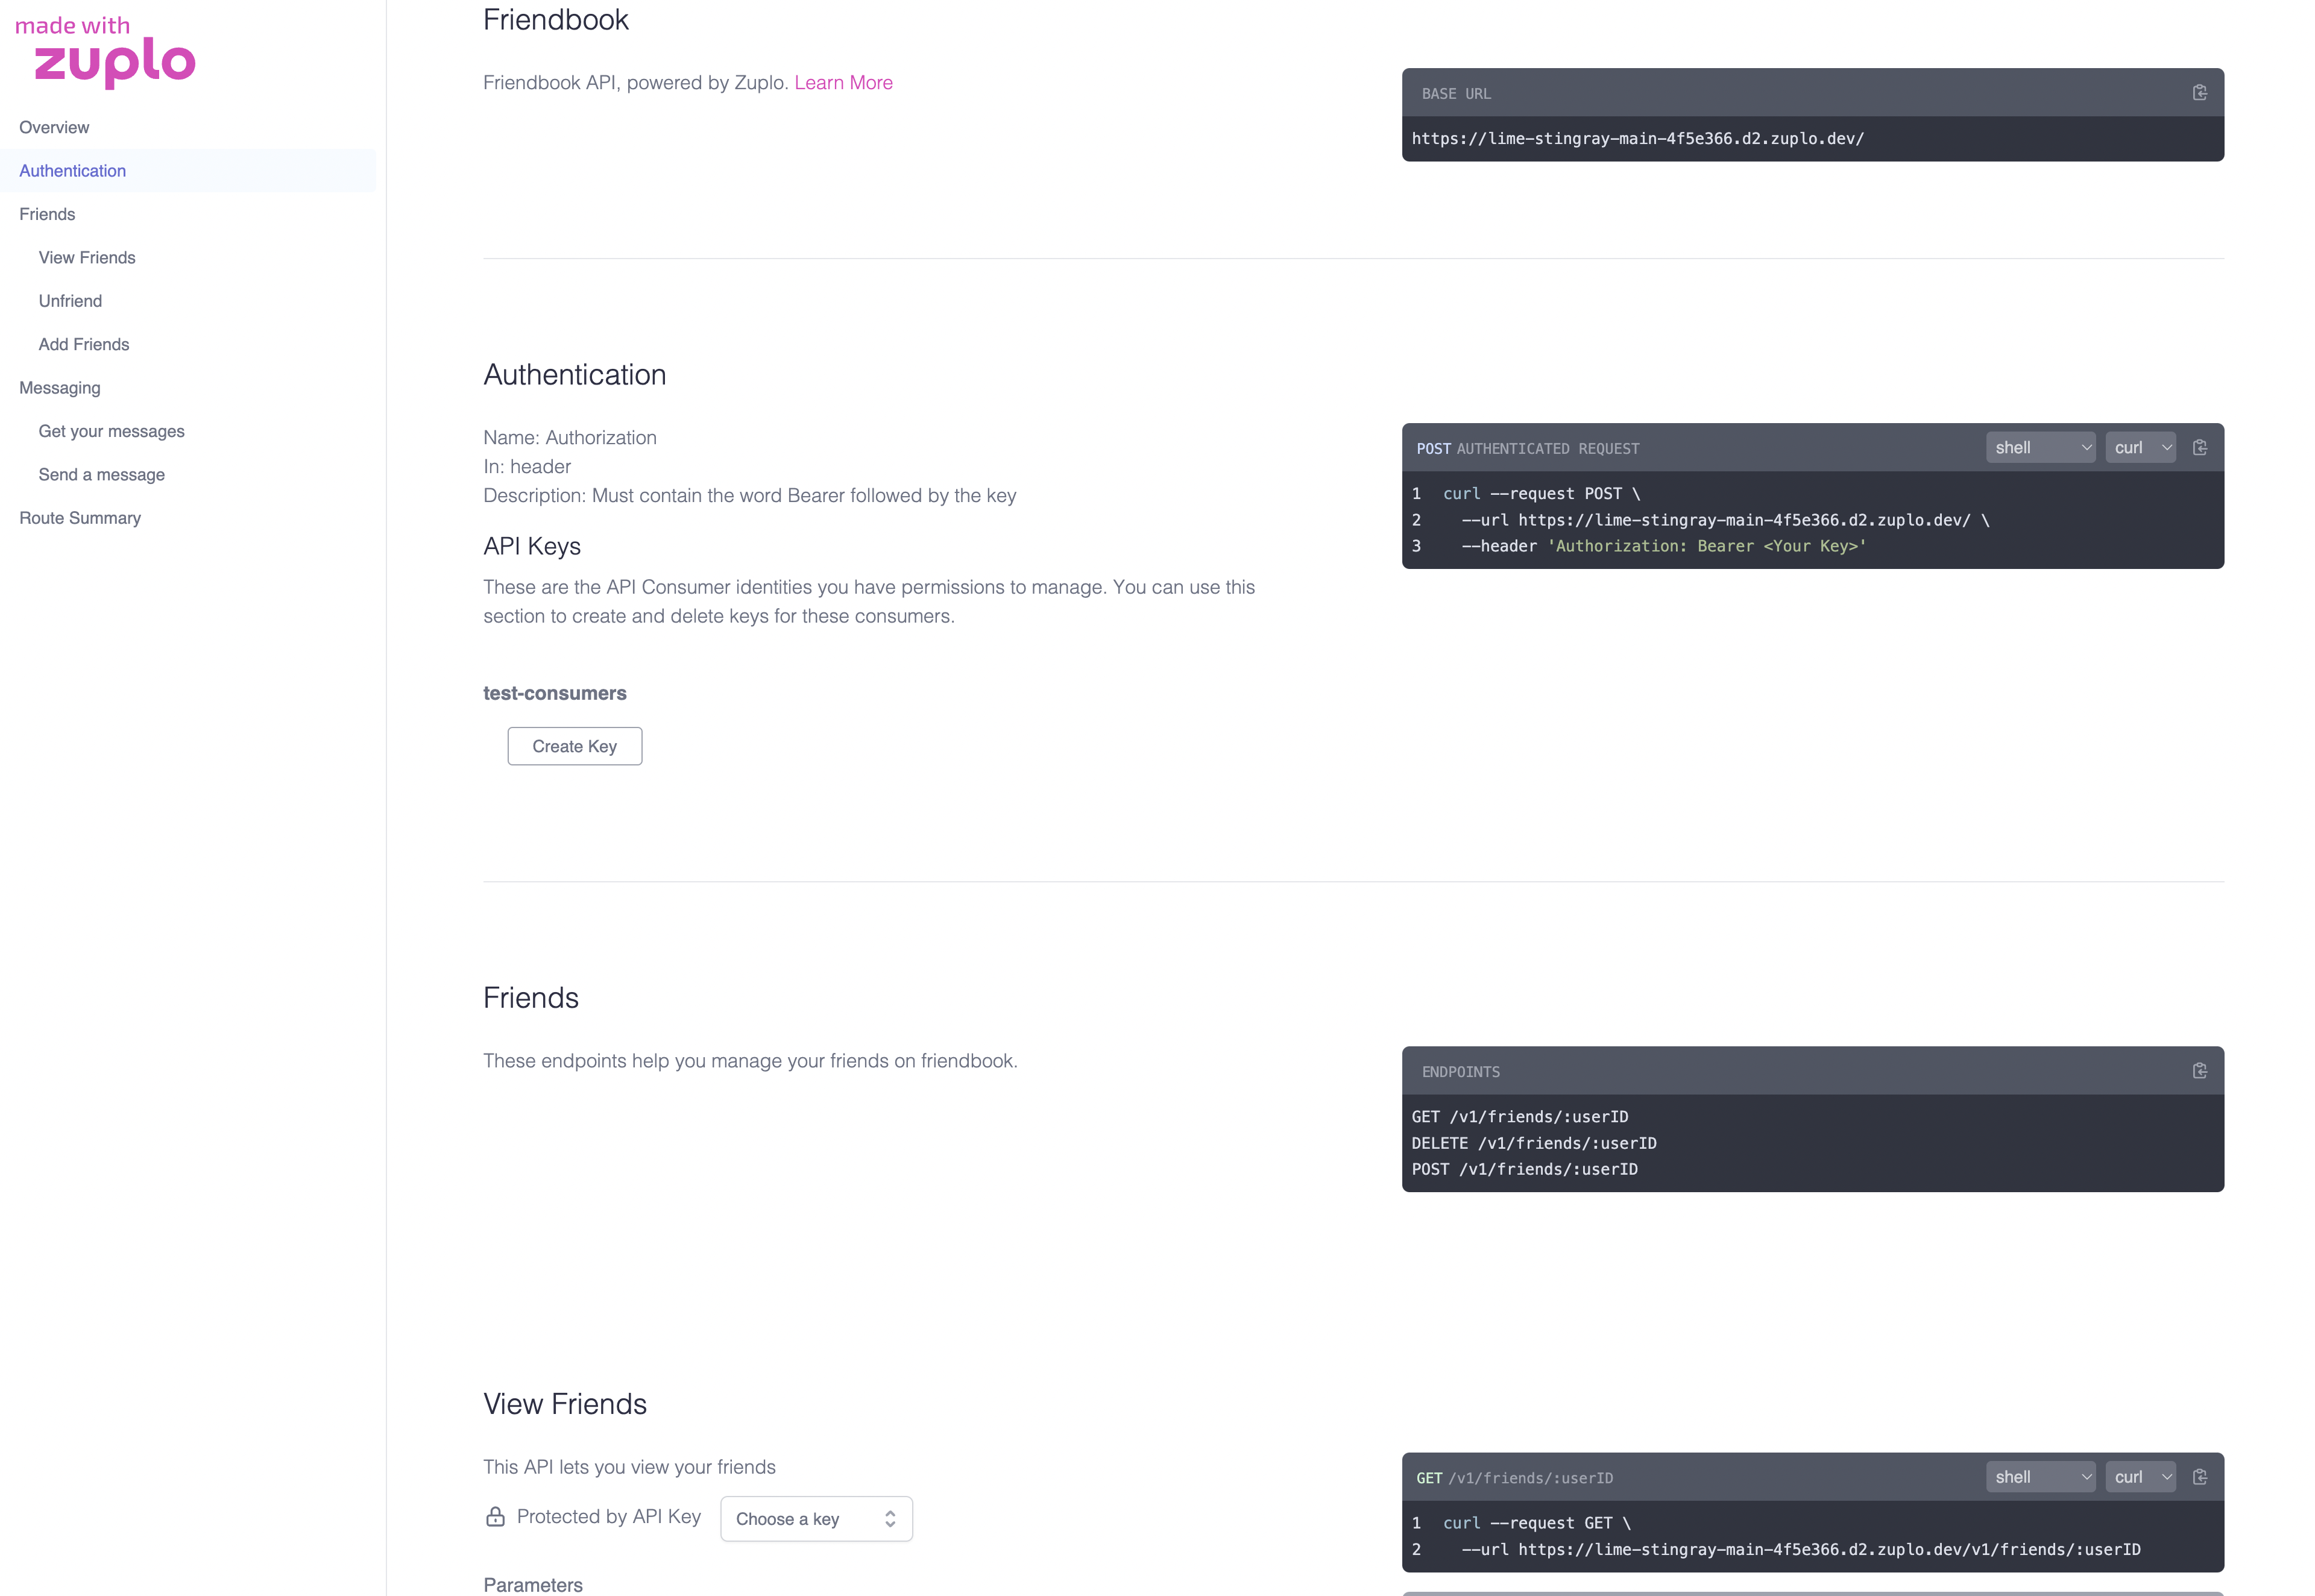 made with
zuplo
Overview
Authentication
Friends
View Friends
Unfriend
Add Friends
Messaging
Get your messages
Send a message
Route Summary
Friendbook
Friendbook API, powered by Zuplo. Learn More
BASE URL
https://lime-stingray-main-4f5e366.d2.zuplo.dev/
Authentication
Name: Authorization
In: header
Description: Must contain the word Bearer followed by the key
API Keys
These are the API Consumer identities you have permissions to manage. You can use this
section to create and delete keys for these consumers.
test-consumers
Create Key
POST AUTHENTICATED REQUEST
shell
curl
1 curl --request POST \
2 --url https://lime-stingray-main-4f5e366.d2.zuplo.dev/ \
3 --header 'Authorization: Bearer <Your Key>'
Friends
These endpoints help you manage your friends on friendbook.
ENDPOINTS
GET /v1/friends/:userID
DELETE /v1/friends/:userID
POST /v1/friends/:userID
View Friends
This API lets you view your friends
Protected by API Key
Choose a key
Parameters
GET /v1/friends/:userID
shell
curl
1 curl --request GET \
2 --url https://lime-stingray-main-4f5e366.d2.zuplo.dev/v1/friends/:userID